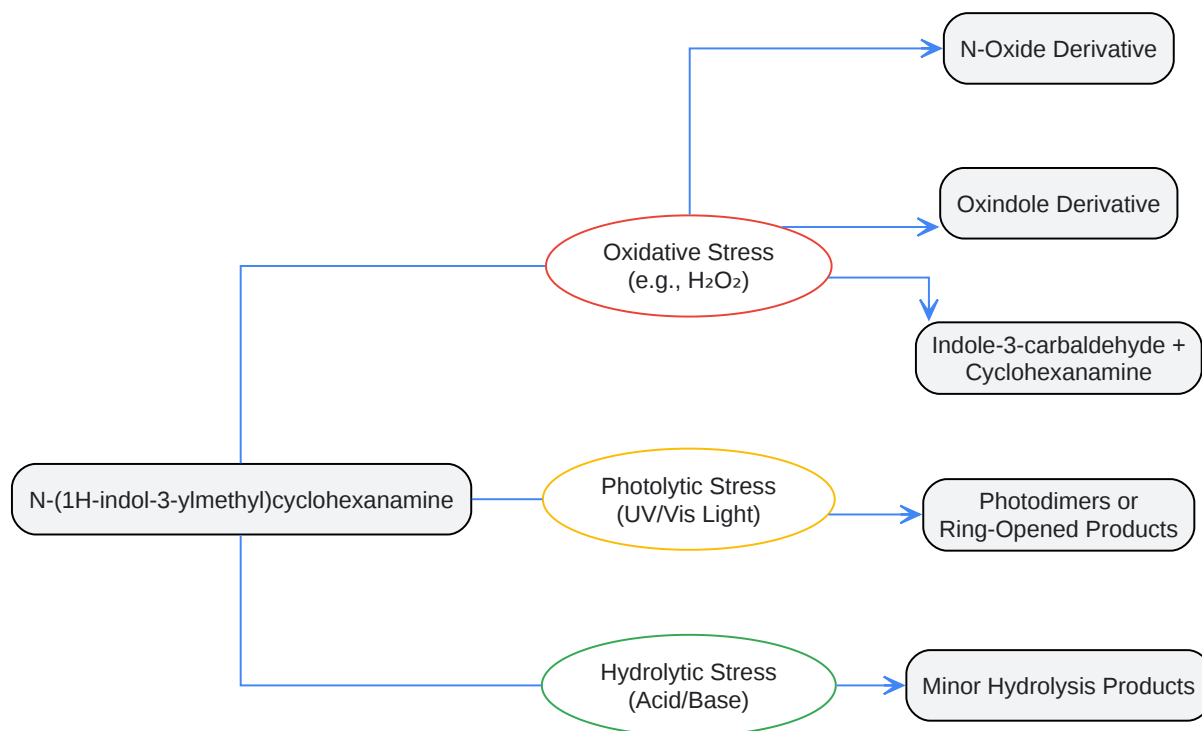 N-Oxide Derivative
Oxindole Derivative
Oxidative Stress
(e.g., H₂O₂)
Indole-3-carbaldehyde +
Cyclohexanamine
N-(1H-indol-3-ylmethyl)cyclohexanamine
Photolytic Stress
(UV/Vis Light)
Photodimers or
Ring-Opened Products
Hydrolytic Stress
(Acid/Base)
Minor Hydrolysis Products